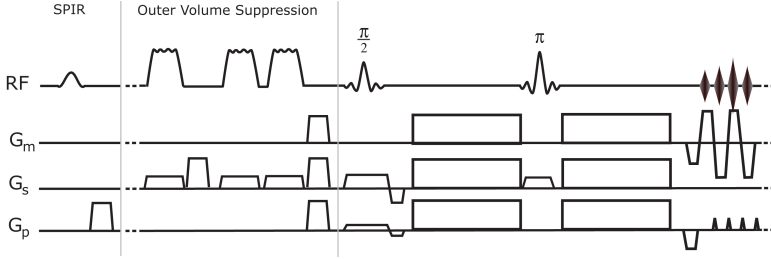 SPIR
Outer Volume Suppression
π/2
π
RF
Gm
Gs
Gp